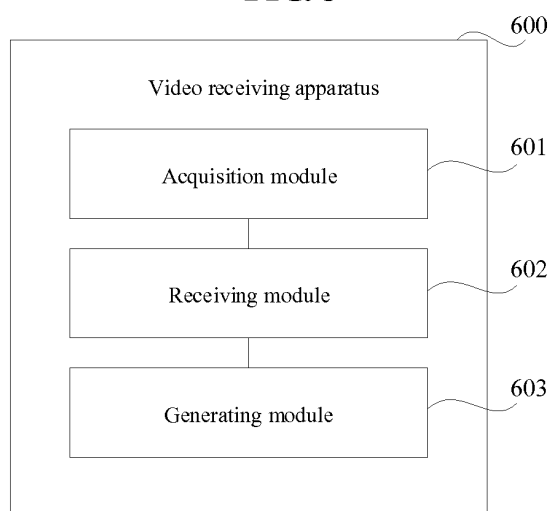 600
Video receiving apparatus
601
Acquisition module
602
Receiving module
603
Generating module